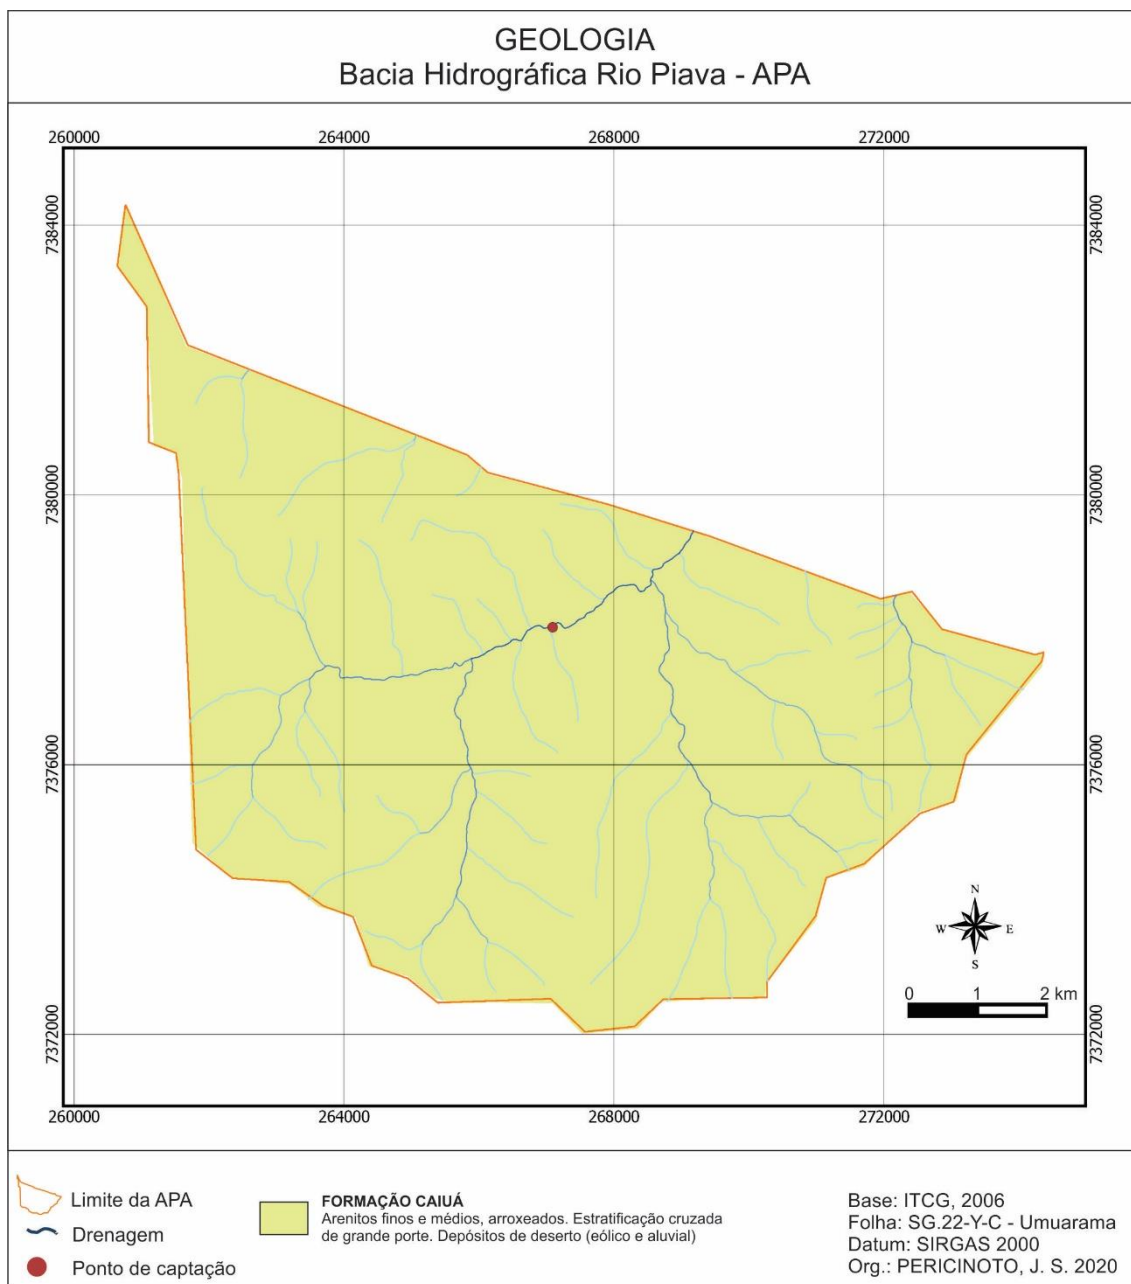 GEOLOGIA
Bacia Hidrográfica Rio Piava - APA
260000
264000
268000
272000
7384000
7384000
7380000
7380000
7376000
7376000
7372000
7372000
N
W
E
S
0
1
2 km
260000
264000
268000
272000
Limite da APA
Drenagem
Ponto de captação
FORMAÇÃO CAIUÁ
Arenitos finos e médios, arroxeados. Estratificação cruzada
de grande porte. Depósitos de deserto (eólico e aluvial)
Base: ITCG, 2006
Folha: SG.22-Y-C - Umuarama
Datum: SIRGAS 2000
Org.: PERICINOTO, J. S. 2020